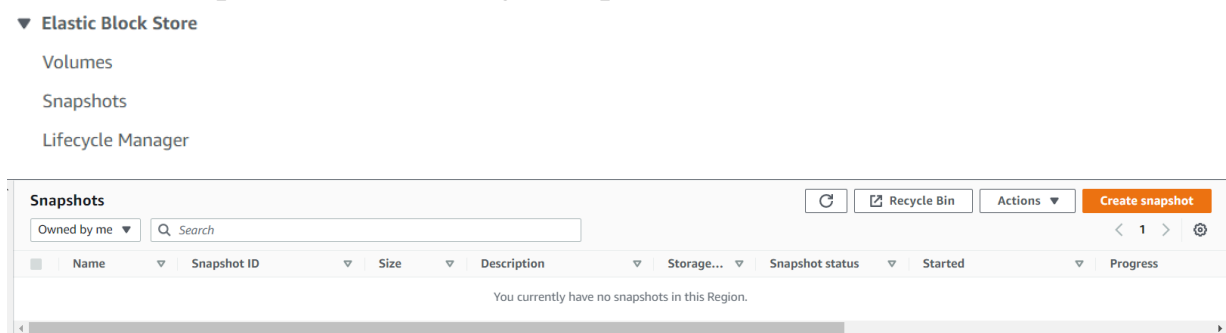 Elastic Block Store
Volumes
Snapshots
Lifecycle Manager
Snapshots Recycle Bin Actions Create snapshot
Owned by me Search 1
Name Snapshot ID Size Description Storage... Snapshot status Started Progress
You currently have no snapshots in this Region.